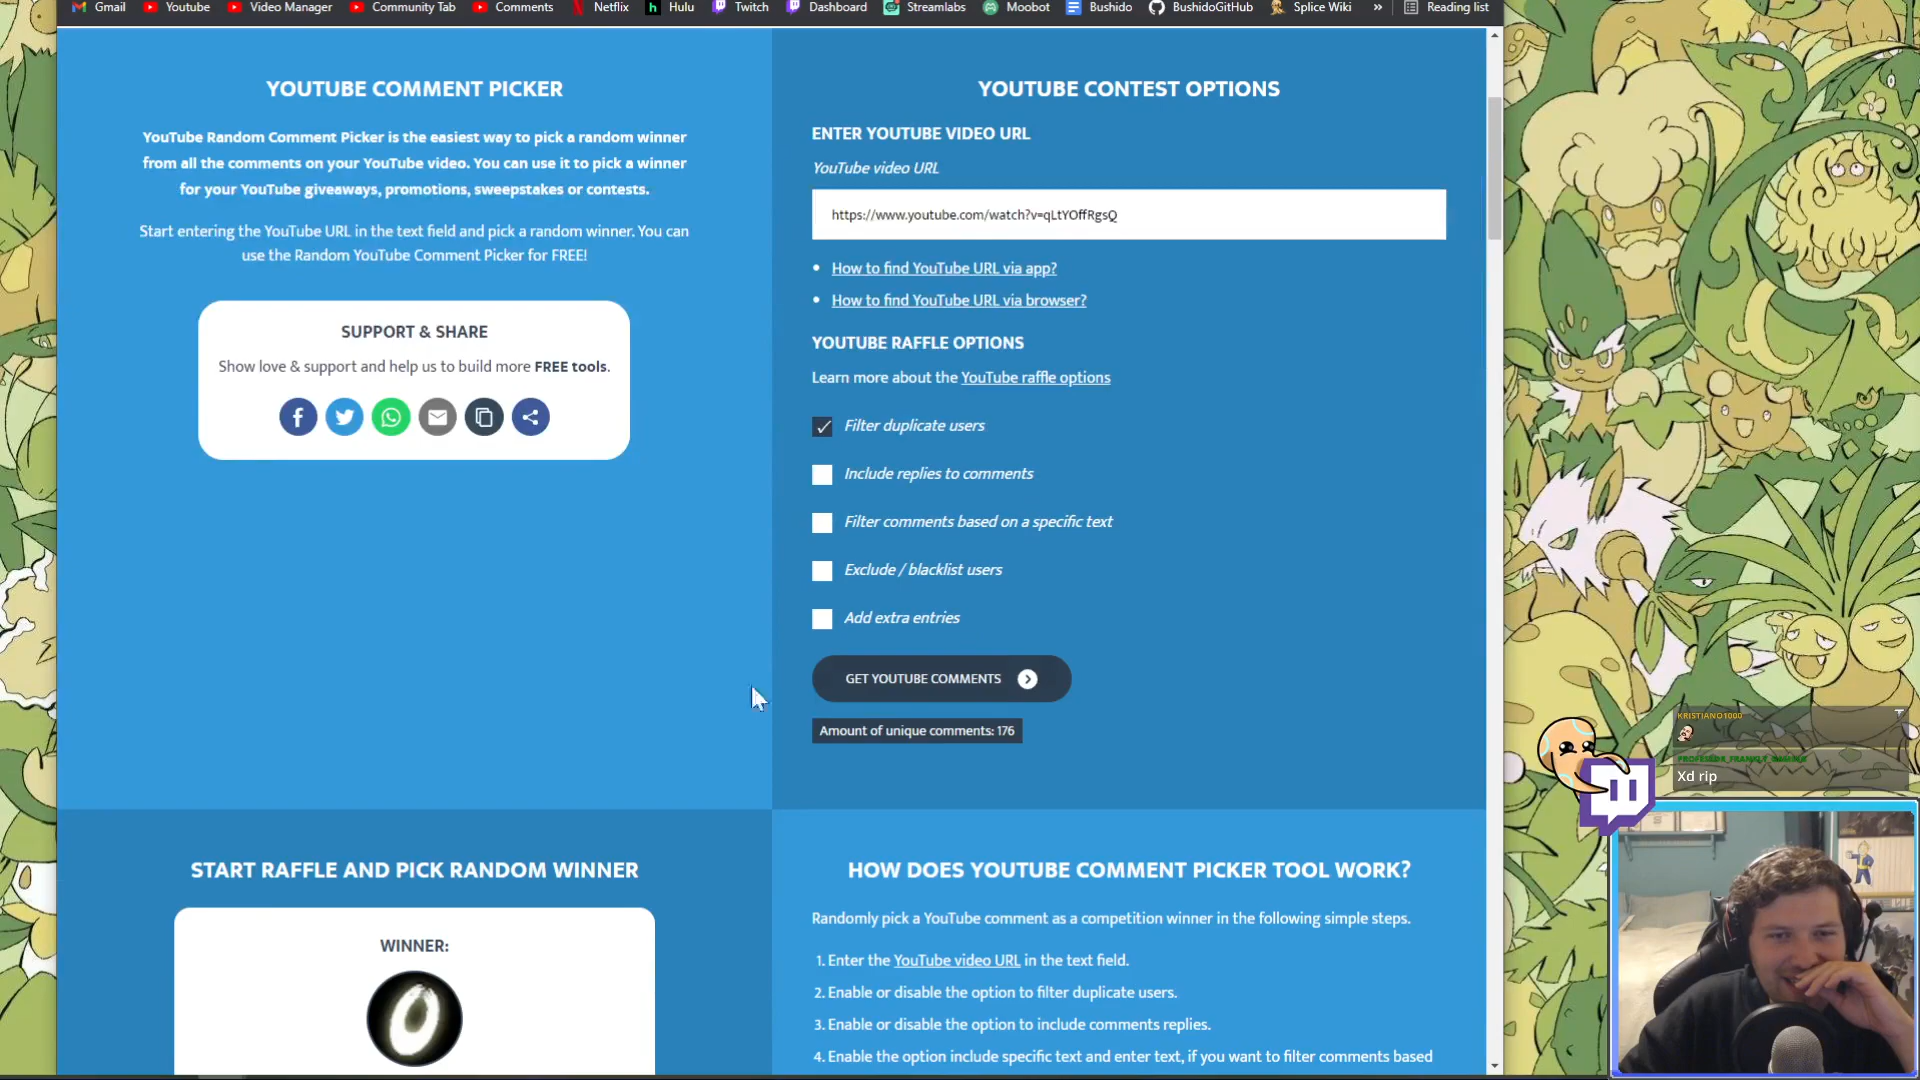 Gmail Youtube Video Manager Community Tab Comments Netflix Hulu Twitch Dashboard Streamlabs Moobot Bushido BushidoGitHub Splice Wiki » Reading list
YOUTUBE COMMENT PICKER
YouTube Random Comment Picker is the easiest way to pick a random winner
from all the comments on your YouTube video. You can use it to pick a winner
for your YouTube giveaways, promotions, sweepstakes or contests.
Start entering the YouTube URL in the text field and pick a random winner. You can
use the Random YouTube Comment Picker for FREE!
SUPPORT & SHARE
Show love & support and help us to build more FREE tools.
YOUTUBE CONTEST OPTIONS
ENTER YOUTUBE VIDEO URL
YouTube video URL
https://www.youtube.com/watch?v=qLtYOffRgsQ
• How to find YouTube URL via app?
• How to find YouTube URL via browser?
YOUTUBE RAFFLE OPTIONS
Learn more about the YouTube raffle options
Filter duplicate users
Include replies to comments
Filter comments based on a specific text
Exclude / blacklist users
Add extra entries
GET YOUTUBE COMMENTS
Amount of unique comments: 176
START RAFFLE AND PICK RANDOM WINNER
WINNER:
HOW DOES YOUTUBE COMMENT PICKER TOOL WORK?
Randomly pick a YouTube comment as a competition winner in the following simple steps.
1. Enter the YouTube video URL in the text field.
2. Enable or disable the option to filter duplicate users.
3. Enable or disable the option to include comments replies.
4. Enable the option include specific text and enter text, if you want to filter comments based
KRISTIANO1000
Xd rip